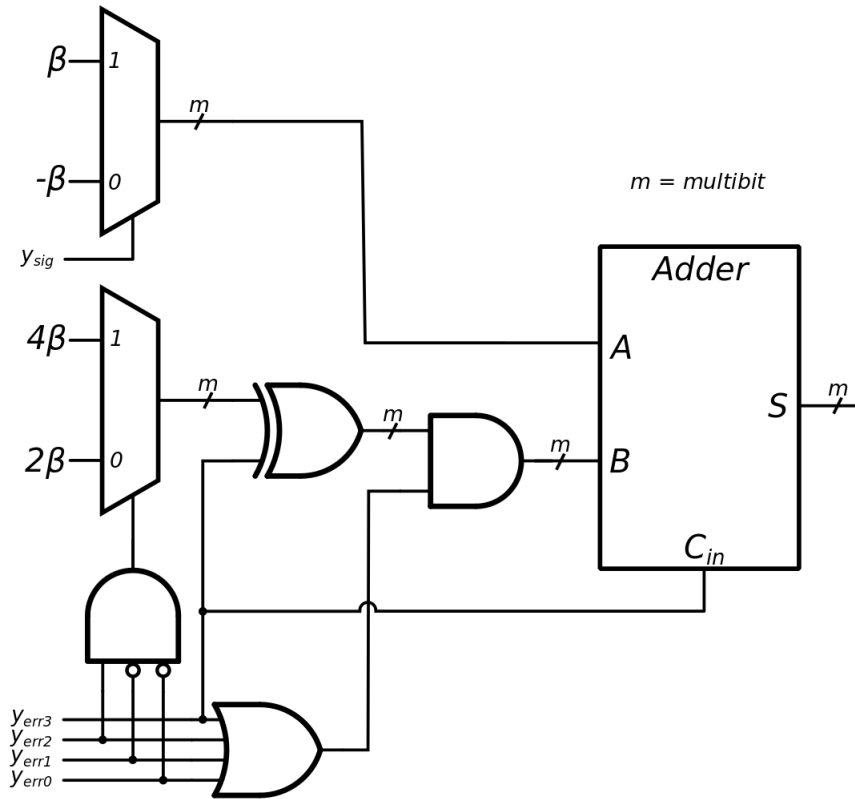 β
1
m
-β
0
m = multibit
y_sig
Adder
4β
1
A
m
m
S
m
2β
0
m
B
C_in
y_err3
y_err2
y_err1
y_err0